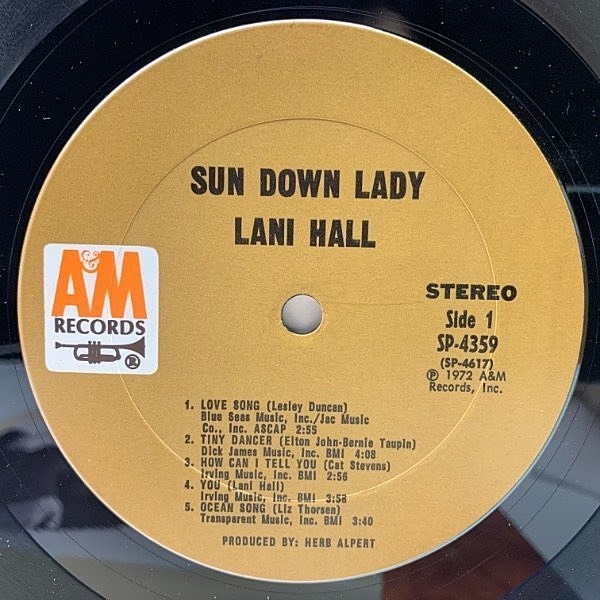 SUN DOWN LADY
LANI HALL
A&M
RECORDS
®
STEREO
Side 1
SP-4359
(SP-4617)
℗ 1972 A&M
Records, Inc.
1. LOVE SONG (Lesley Duncan)
Blue Seas Music, Inc./Jac Music
Co., Inc. ASCAP 2:55
2. TINY DANCER (Elton John-Bernie Taupin)
Dick James Music, Inc. BMI 4:08
3. HOW CAN I TELL YOU (Cat Stevens)
Irving Music, Inc. BMI 2:56
4. YOU (Lani Hall)
Irving Music, Inc. BMI 3:58
5. OCEAN SONG (Liz Thorsen)
Transparent Music, Inc. BMI 3:40
PRODUCED BY: HERB ALPERT